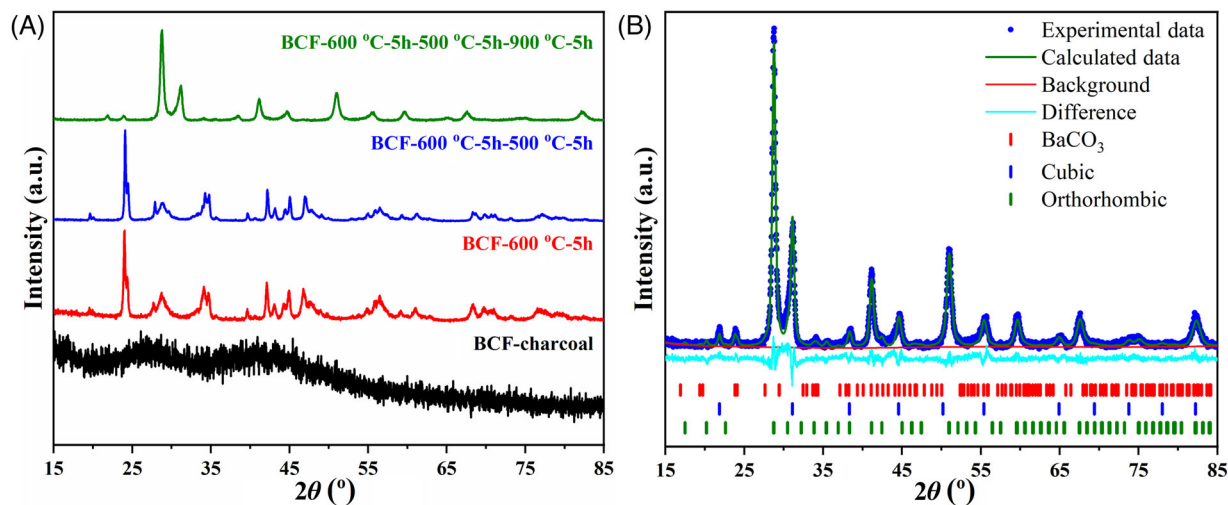 (A)
BCF-600 °C-5h-500 °C-5h-900 °C-5h
BCF-600 °C-5h-500 °C-5h
BCF-600 °C-5h
BCF-charcoal
Intensity (a.u.)
15 25 35 45 55 65 75 85
2θ (°)
(B)
Experimental data
Calculated data
Background
Difference
BaCO₃
Cubic
Orthorhombic
Intensity (a.u.)
15 25 35 45 55 65 75 85
2θ (°)